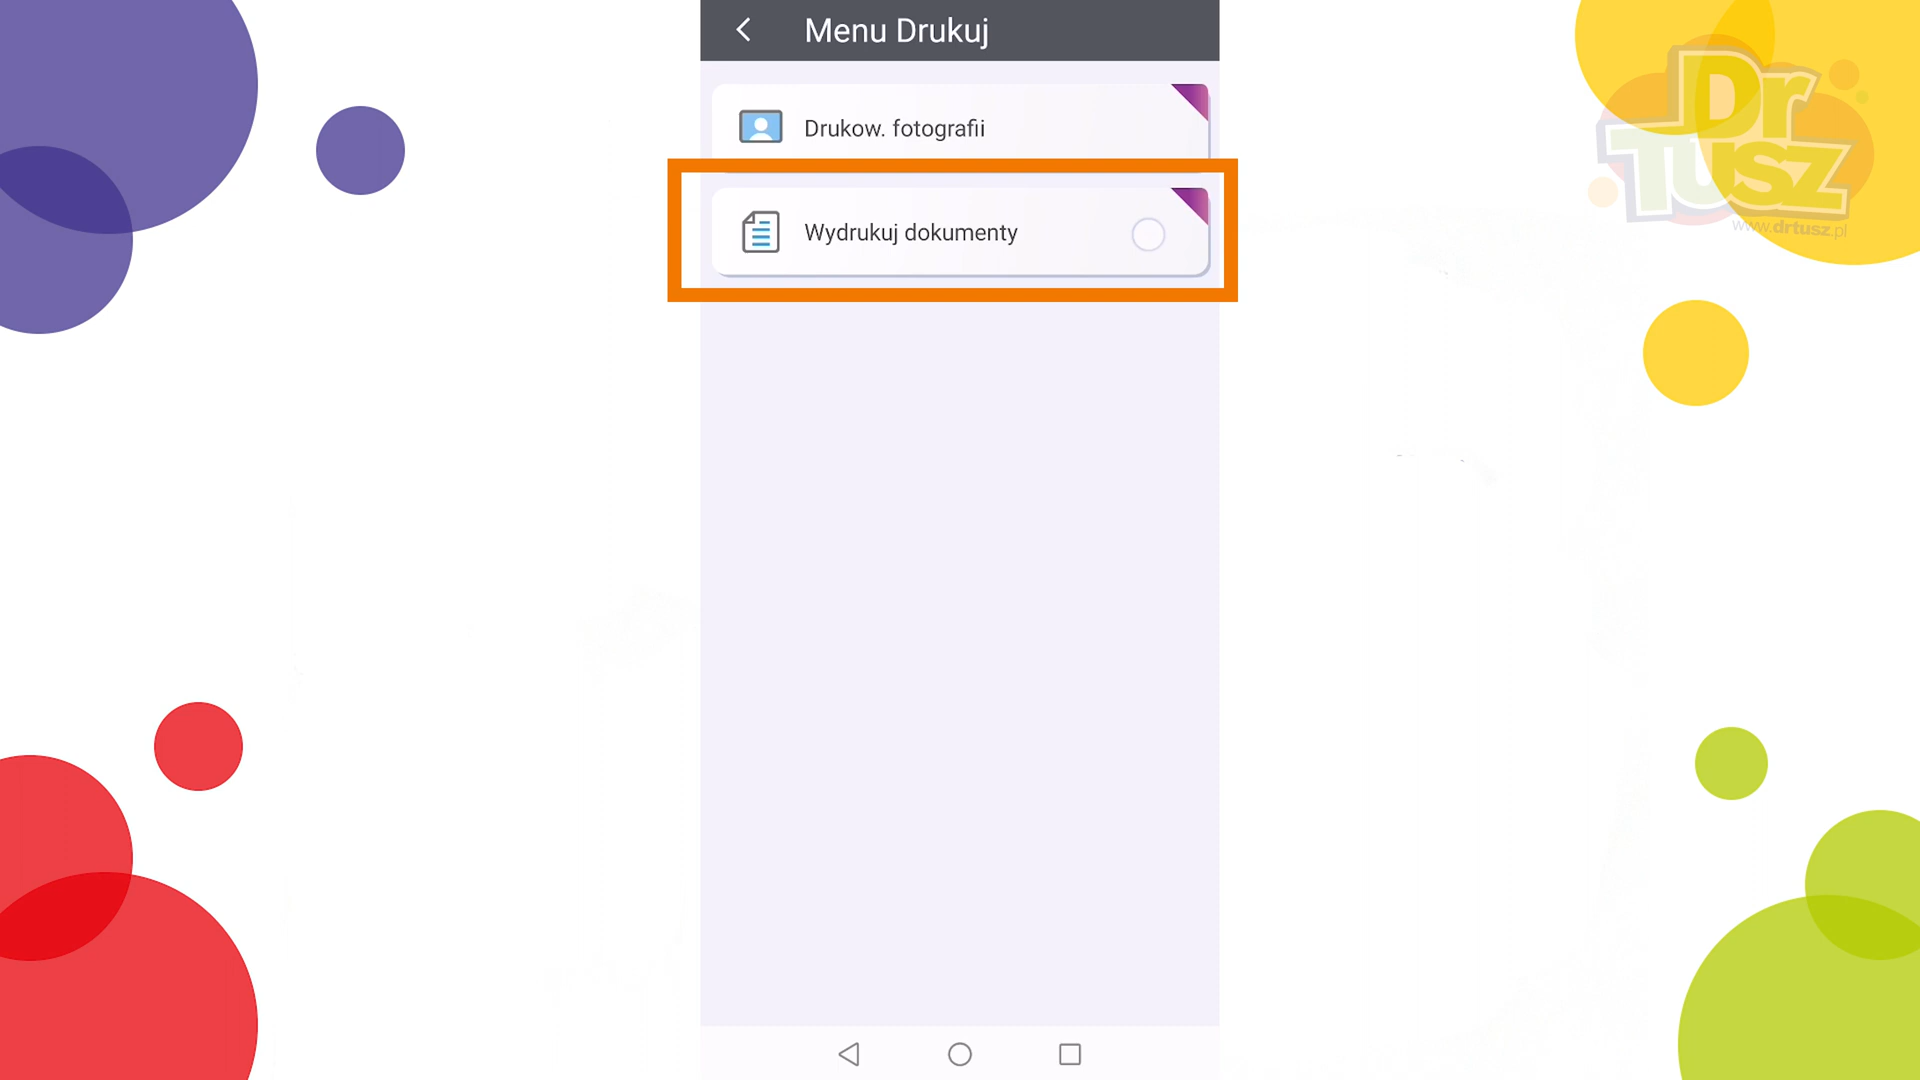 Menu Drukuj
Drukow. fotografii
Wydrukuj dokumenty
Dr
Tusz
www.drtusz.pl